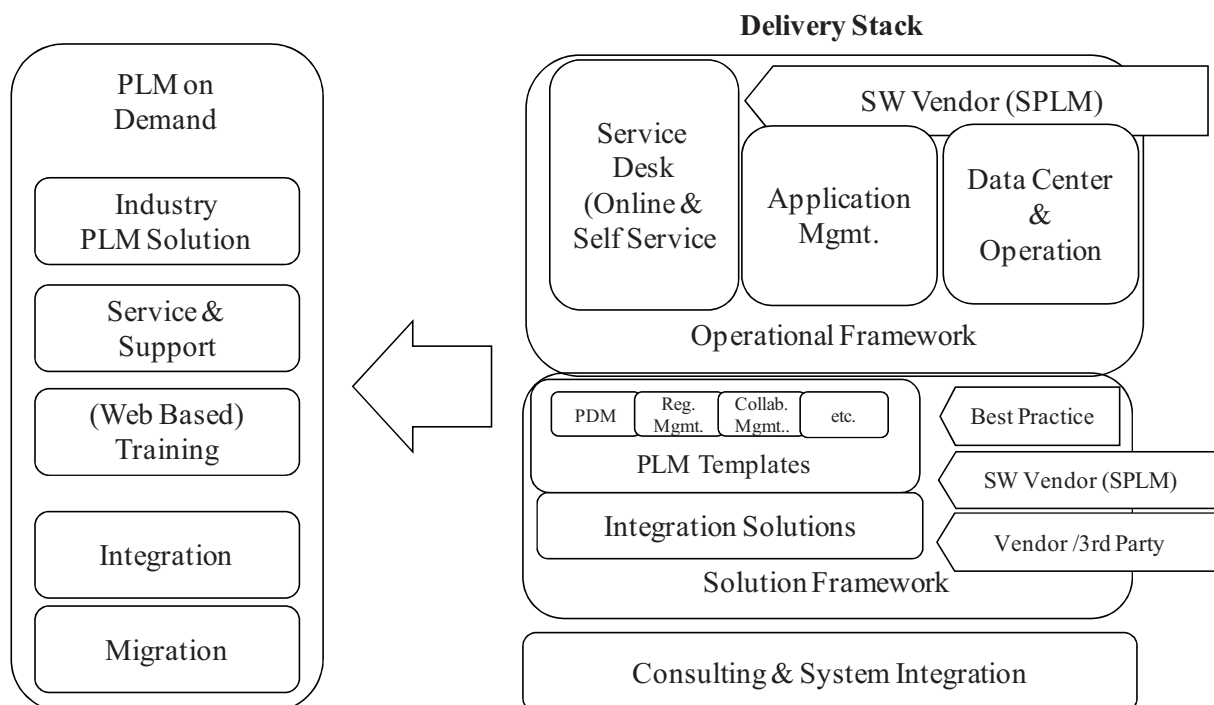 PLM on
Demand
Industry
PLM Solution
Service &
Support
(Web Based)
Training
Integration
Migration
Delivery Stack
SW Vendor (SPLM)
Service
Desk
(Online &
Self Service
Application
Mgmt.
Data Center
&
Operation
Operational Framework
PDM
Reg.
Mgmt.
Collab.
Mgmt..
etc.
PLM Templates
Best Practice
SW Vendor (SPLM)
Integration Solutions
Vendor /3rd Party
Solution Framework
Consulting & System Integration